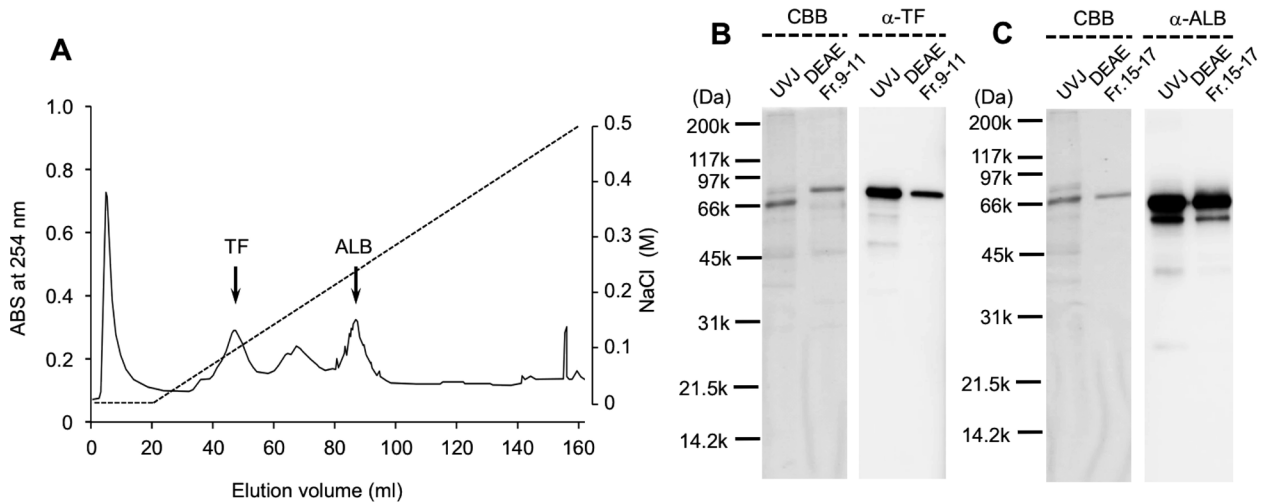 A
ABS at 254 nm
1.0
0.8
0.6
0.4
0.2
0
TF
ALB
0.5
0.4
0.3
0.2
0.1
0
NaCl (M)
0 20 40 60 80 100 120 140 160
Elution volume (ml)
B
CBB α-TF
UVJ DEAE Fr.9-11 UVJ DEAE Fr.9-11
(Da)
200k
117k
97k
66k
45k
31k
21.5k
14.2k
C
CBB α-ALB
UVJ DEAE Fr.15-17 UVJ DEAE Fr.15-17
(Da)
200k
117k
97k
66k
45k
31k
21.5k
14.2k